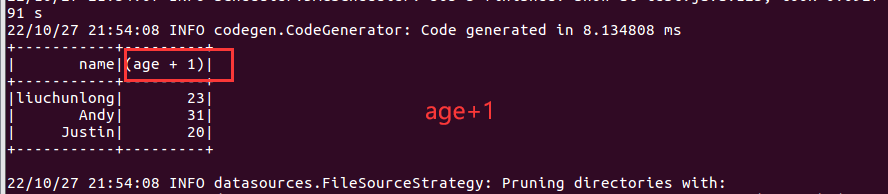 91 s
22/10/27 21:54:08 INFO codegen.CodeGenerator: Code generated in 8.134808 ms
+-----------+---------+
|       name|(age + 1)|
+-----------+---------+
|liuchunlong|       23|
|       Andy|       31|
|     Justin|       20|
+-----------+---------+
age+1
22/10/27 21:54:08 INFO datasources.FileSourceStrategy: Pruning directories with: